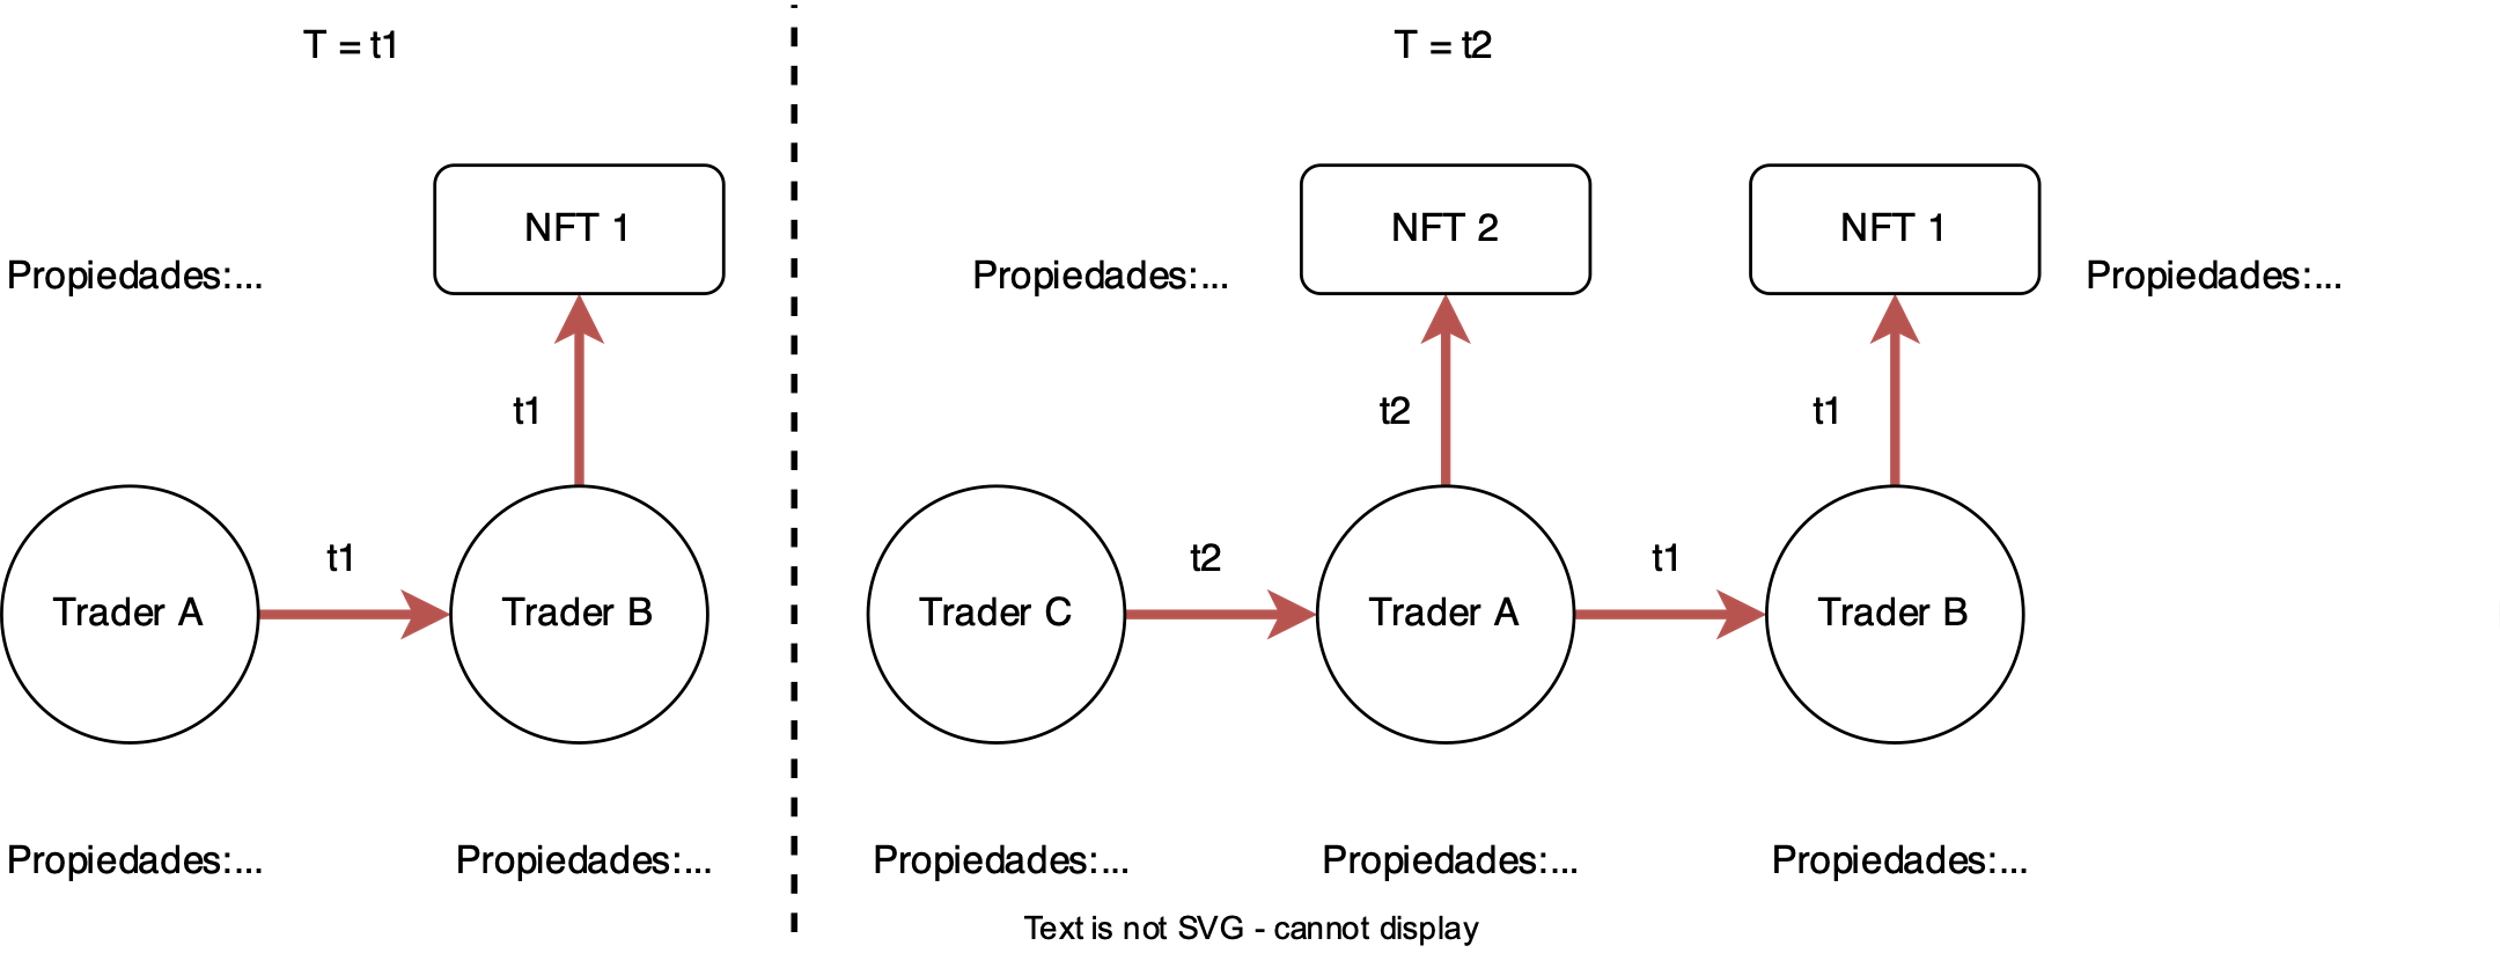 T = t1
NFT 1
Propiedades:...
t1
t1
Trader A
Trader B
Propiedades:...
Propiedades:...
T = t2
NFT 2
NFT 1
Propiedades:...
Propiedades:...
t2
t1
t2
t1
Trader C
Trader A
Trader B
Propiedades:...
Propiedades:...
Propiedades:...
Text is not SVG - cannot display